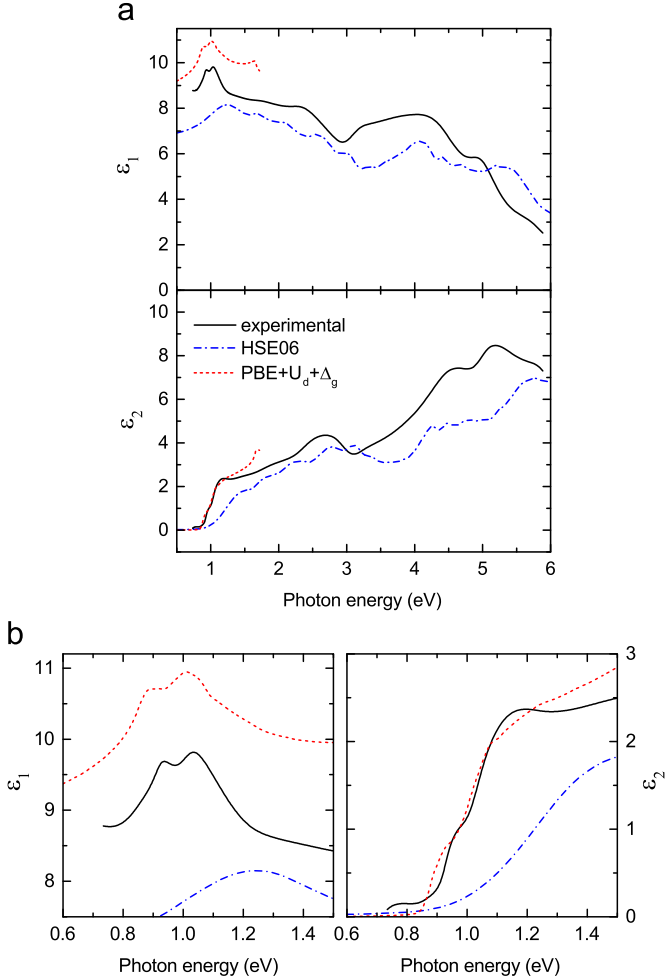 a
10
8
6
4
2
0
ε₁
10
8
6
4
2
0
ε₂
experimental
HSE06
PBE+U_d+Δ_g
1 2 3 4 5 6
Photon energy (eV)
b
11
10
9
8
ε₁
0.6 0.8 1.0 1.2 1.4
Photon energy (eV)
3
2
1
0
ε₂
0.6 0.8 1.0 1.2 1.4
Photon energy (eV)